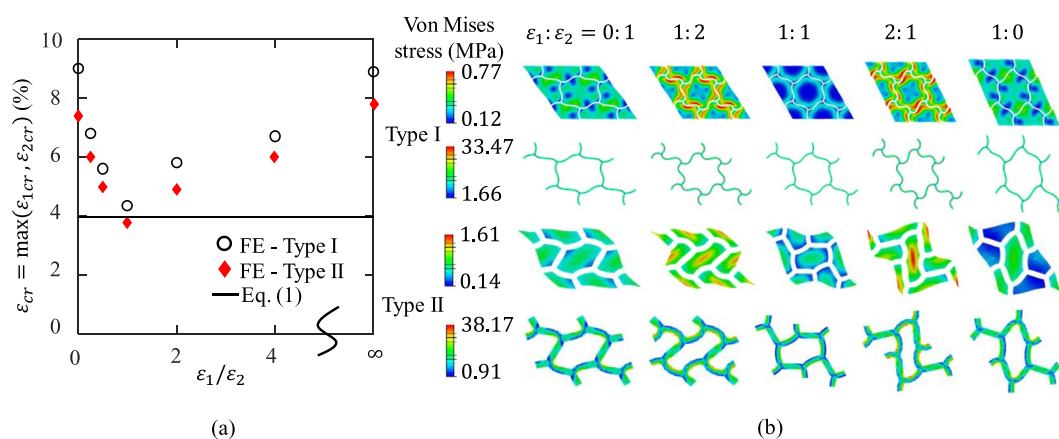 ε_cr = max(ε_1cr, ε_2cr) (%)
10
8
6
4
2
0
0
2
4
∞
ε_1/ε_2
FE - Type I
FE - Type II
Eq. (1)
(a)
Von Mises
stress (MPa)
ε_1: ε_2 = 0: 1
1: 2
1: 1
2: 1
1: 0
0.77
0.12
Type I
33.47
1.66
1.61
0.14
Type II
38.17
0.91
(b)